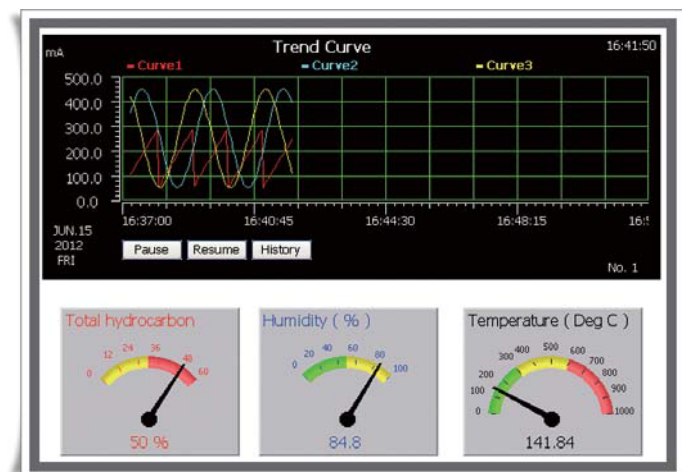 mA
Trend Curve
16:41:50
Curve1 Curve2 Curve3
500.0
400.0
300.0
200.0
100.0
0.0
16:37:00 16:40:45 16:44:30 16:48:15 16:5
JUN.15
2012
FRI
Pause Resume History
No. 1
Total hydrocarbon
0 12 24 36 48 60
50 %
Humidity ( % )
0 20 40 60 80 100
84.8
Temperature ( Deg C )
0 100 200 300 400 500 600 700 800 900 1000
141.84